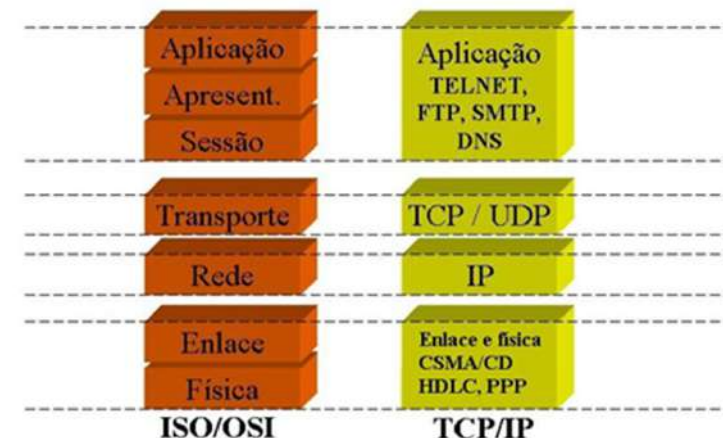 Aplicação
Apresent.
Sessão
Transporte
Rede
Enlace
Física
ISO/OSI
Aplicação
TELNET,
FTP, SMTP,
DNS
TCP / UDP
IP
Enlace e física
CSMA/CD
HDLC, PPP
TCP/IP